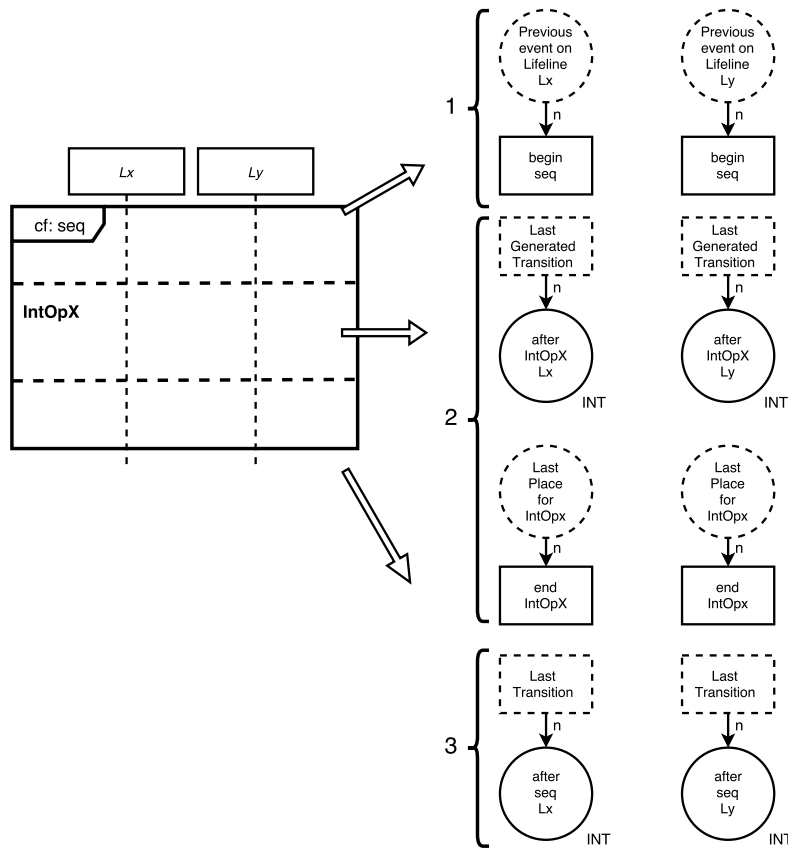 Lx
Ly
cf: seq
IntOpX
1
Previous
event on
Lifeline
Lx
n
begin
seq
Previous
event on
Lifeline
Ly
n
begin
seq
2
Last
Generated
Transition
n
after
IntOpX
Lx
INT
Last
Generated
Transition
n
after
IntOpX
Ly
INT
Last
Place
for
IntOpx
n
end
IntOpX
Last
Place
for
IntOpx
n
end
IntOpx
3
Last
Transition
n
after
seq
Lx
INT
Last
Transition
n
after
seq
Ly
INT